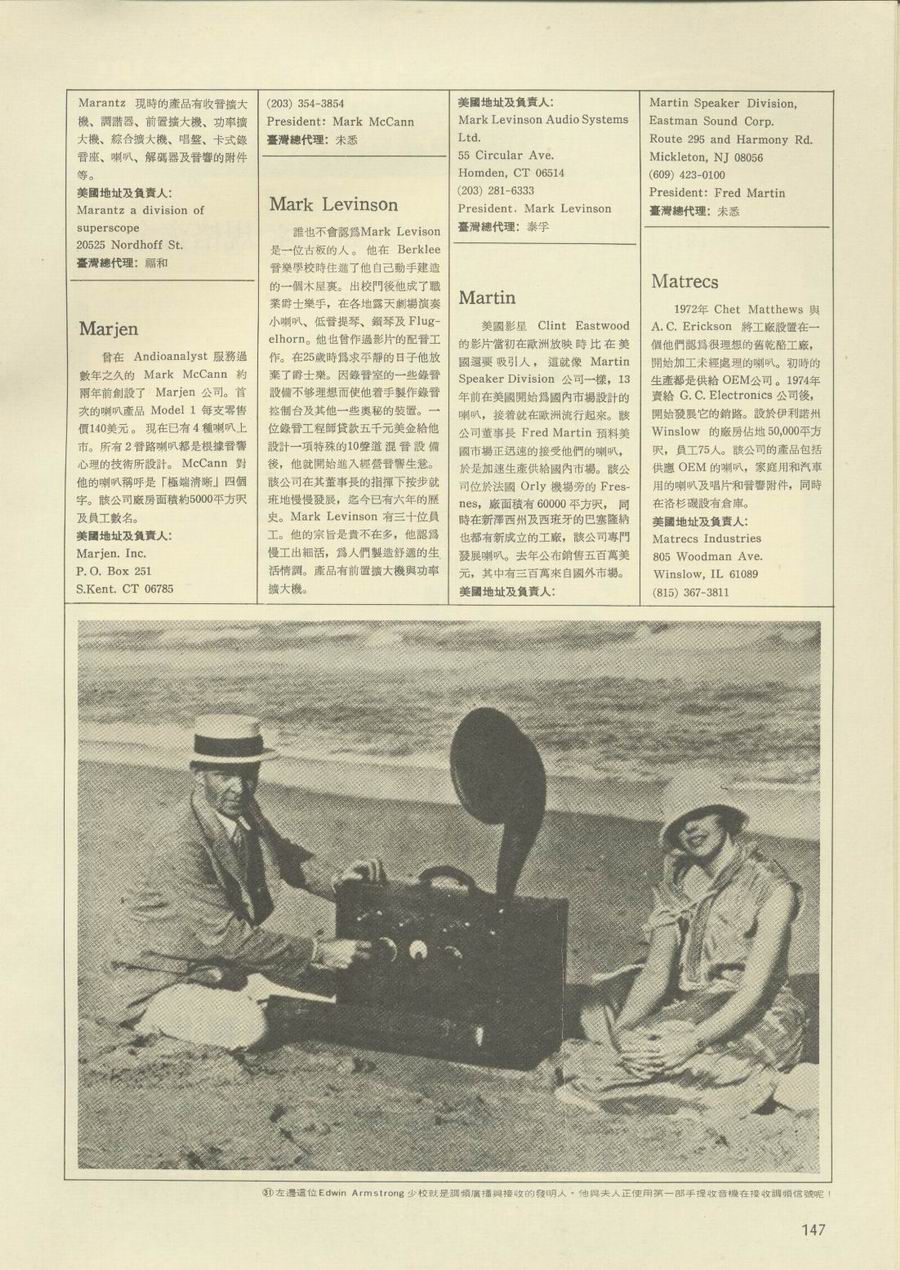 Marantz 現時的產品有收音擴大
機、調諧器、前置擴大機、功率擴
大機、綜合擴大機、唱盤、卡式錄
音座、喇叭、解碼器及音響的附件
等。
美國地址及負責人:
Marantz a division of
superscope
20525 Nordhoff St.
臺灣總代理: 福和
Marjen
曾在 Andioanalyst 服務過
數年之久的 Mark McCann 約
兩年前創設了 Marjen 公司。首
次的喇叭產品 Model 1 每支零售
價140美元。現在已有4種喇叭上
市。所有2音路喇叭都是根據音響
心理的技術所設計。 McCann 對
他的喇叭稱呼是「極端清晰」四個
字。該公司廠房面積約5000平方呎
及員工數名。
美國地址及負責人:
Marjen. Inc.
P. O. Box 251
S.Kent. CT 06785
(203) 354-3854
President: Mark McCann
臺灣總代理: 未悉
Mark Levinson
誰也不會認爲Mark Levison
是一位古板的人。他在 Berklee
音樂學校時住進了他自己動手建造
的一個木屋裏。出校門後他成了職
業爵士樂手,在各地露天劇場演奏
小喇叭、低音提琴、鋼琴及 Flug-
elhorn。他也曾作過影片的配音工
作。在25歲時爲求平靜的日子他放
棄了爵士樂。因錄音室的一些錄音
設備不够理想而使他着手製作錄音
控制台及其他一些奥秘的裝置。一
位錄音工程師貸款五千元美金給他
設計一項特殊的10聲道混音設備
後,他就開始進入經營音響生意。
該公司在其董事長的指揮下按步就
班地慢慢發展,迄今已有六年的歷
史。Mark Levinson 有三十位員
工。他的宗旨是貴不在多,他認爲
慢工出細活,爲人們製造舒適的生
活情調。產品有前置擴大機與功率
擴大機。
美國地址及負責人:
Mark Levinson Audio Systems
Ltd.
55 Circular Ave.
Homden, CT 06514
(203) 281-6333
President. Mark Levinson
臺灣總代理: 泰孚
Martin
美國影星 Clint Eastwood
的影片當初在歐洲放映時比在美
國還要吸引人,這就像 Martin
Speaker Division 公司一樣,13
年前在美國開始爲國內市場設計的
喇叭,接着就在歐洲流行起來。該
公司董事長 Fred Martin 預料美
國市場正迅速的接受他們的喇叭,
於是加速生產供給國內市場。該公
司位於法國 Orly 機場旁的 Fres-
nes,廠面積有 60000 平方呎,同
時在新澤西州及西班牙的巴塞隆納
也都有新成立的工廠,該公司專門
發展喇叭。去年公布銷售五百萬美
元,其中有三百萬來自國外市場。
美國地址及負責人:
Martin Speaker Division,
Eastman Sound Corp.
Route 295 and Harmony Rd.
Mickleton, NJ 08056
(609) 423-0100
President: Fred Martin
臺灣總代理: 未悉
Matrecs
1972年 Chet Matthews 與
A. C. Erickson 將工廠設置在一
個他們認爲很理想的舊乾酪工廠,
開始加工未經處理的喇叭。初時的
生產都是供給 OEM公司。1974年
賣給 G. C. Electronics 公司後,
開始發展它的銷路。設於伊利諾州
Winslow 的廠房佔地 50,000平方
呎,員工75人。該公司的產品包括
供應 OEM 的喇叭,家庭用和汽車
用的喇叭及唱片和音響附件,同時
在洛杉磯設有倉庫。
美國地址及負責人:
Matrecs Industries
805 Woodman Ave.
Winslow, IL 61089
(815) 367-3811
㉛左邊這位Edwin Armstrong 少校就是調頻廣播與接收的發明人,他與夫人正使用第一部手提收音機在接收調頻信號呢!
147